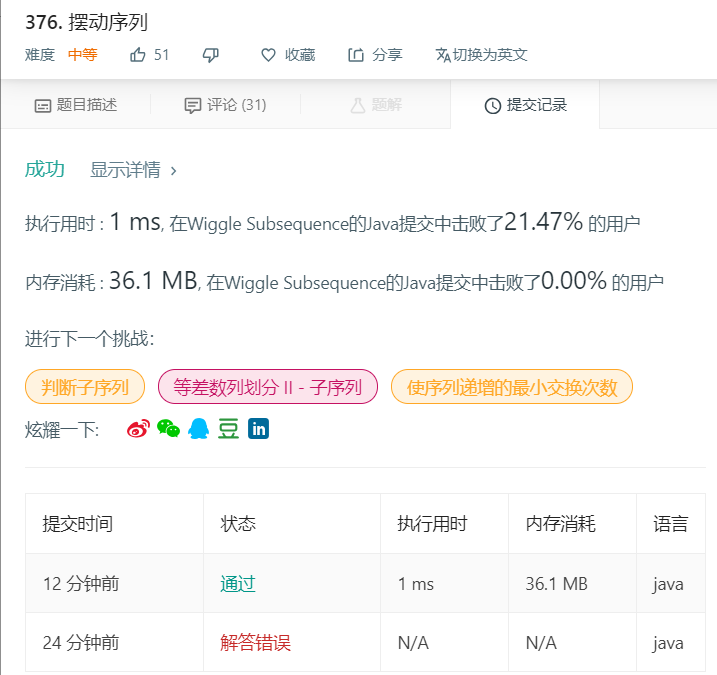 376. 摆动序列
难度 中等 51 收藏 分享 切换为英文
题目描述 评论 (31) 题解 提交记录
成功 显示详情 ›
执行用时 : 1 ms, 在Wiggle Subsequence的Java提交中击败了21.47% 的用户
内存消耗 : 36.1 MB, 在Wiggle Subsequence的Java提交中击败了0.00% 的用户
进行下一个挑战：
判断子序列 等差数列划分 II - 子序列 使序列递增的最小交换次数
炫耀一下: 豆 in
提交时间 状态 执行用时 内存消耗 语言
12 分钟前 通过 1 ms 36.1 MB java
24 分钟前 解答错误 N/A N/A java